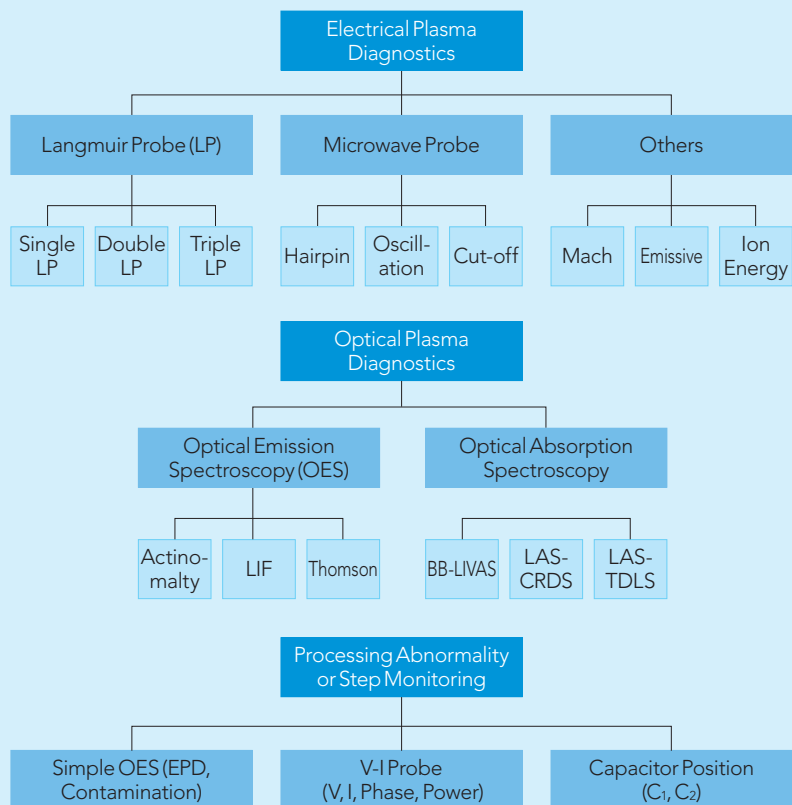 Electrical Plasma
Diagnostics
Langmuir Probe (LP)
Microwave Probe
Others
Single
LP
Double
LP
Triple
LP
Hairpin
Oscill-
ation
Cut-off
Mach
Emissive
Ion
Energy
Optical Plasma
Diagnostics
Optical Emission
Spectroscopy (OES)
Optical Absorption
Spectroscopy
Actino-
malty
LIF
Thomson
BB-LIVAS
LAS-
CRDS
LAS-
TDLS
Processing Abnormality
or Step Monitoring
Simple OES (EPD,
Contamination)
V-I Probe
(V, I, Phase, Power)
Capacitor Position
(C₁, C₂)